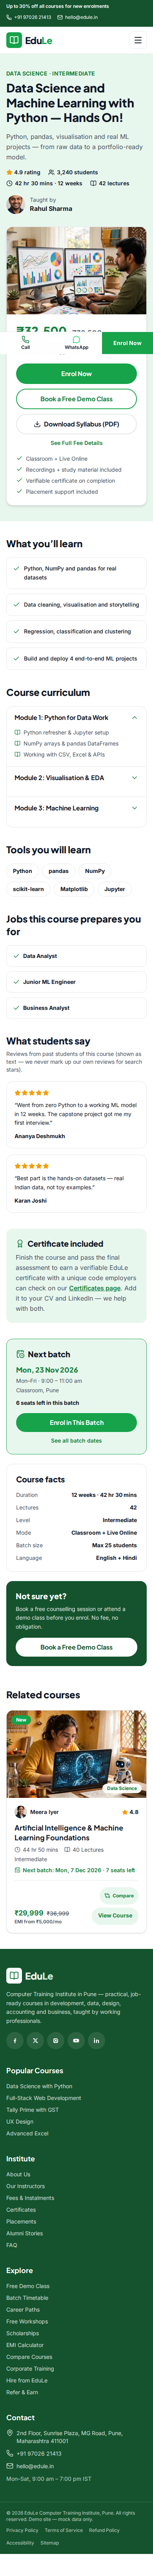 Up to 30% off all courses for new enrolments
+91 97026 21413 hello@edule.in
EduLe
DATA SCIENCE · INTERMEDIATE
Data Science and
Machine Learning with
Python — Hands On!
Python, pandas, visualisation and real ML
projects — from raw data to a portfolio-ready
model.
4.9 rating 3,240 students
42 hr 30 mins · 12 weeks 42 lectures
Taught by
Rahul Sharma
Call
WhatsApp
Enrol Now
Enrol Now
Book a Free Demo Class
Download Syllabus (PDF)
See Full Fee Details
Classroom + Live Online
Recordings + study material included
Verifiable certificate on completion
Placement support included
What you’ll learn
Python, NumPy and pandas for real
datasets
Data cleaning, visualisation and storytelling
Regression, classification and clustering
Build and deploy 4 end-to-end ML projects
Course curriculum
Module 1: Python for Data Work
Python refresher & Jupyter setup
NumPy arrays & pandas DataFrames
Working with CSV, Excel & APIs
Module 2: Visualisation & EDA
Module 3: Machine Learning
Tools you will learn
Python pandas NumPy
scikit-learn Matplotlib Jupyter
Jobs this course prepares you
for
Data Analyst
Junior ML Engineer
Business Analyst
What students say
Reviews from past students of this course (shown as
text — we never mark up our own reviews for search
stars).
“Went from zero Python to a working ML model
in 12 weeks. The capstone project got me my
first interview.”
Ananya Deshmukh
“Best part is the hands-on datasets — real
Indian data, not toy examples.”
Karan Joshi
Certificate included
Finish the course and pass the final
assessment to earn a verifiable EduLe
certificate with a unique code employers
can check on our Certificates page. Add
it to your CV and LinkedIn — we help
with both.
Next batch
Mon, 23 Nov 2026
Mon–Fri · 9:00 – 11:00 am
Classroom, Pune
6 seats left in this batch
Enrol in This Batch
See all batch dates
Course facts
Duration 12 weeks · 42 hr 30 mins
Lectures 42
Level Intermediate
Mode Classroom + Live Online
Batch size Max 25 students
Language English + Hindi
Not sure yet?
Book a free counselling session or attend a
demo class before you enrol. No fee, no
obligation.
Book a Free Demo Class
Related courses
New
Data Science
Meera Iyer 4.8
Artificial Intelligence & Machine
Learning Foundations
44 hr 50 mins 40 Lectures
Intermediate
Next batch: Mon, 7 Dec 2026 · 7 seats left
Compare
₹29,999 ₹36,999
EMI from ₹5,000/mo
View Course
EduLe
Computer Training Institute in Pune — practical, job-
ready courses in development, data, design,
accounting and business, taught by working
professionals.
Popular Courses
Data Science with Python
Full-Stack Web Development
Tally Prime with GST
UX Design
Advanced Excel
Institute
About Us
Our Instructors
Fees & Instalments
Certificates
Placements
Alumni Stories
FAQ
Explore
Free Demo Class
Batch Timetable
Career Paths
Free Workshops
Scholarships
EMI Calculator
Compare Courses
Corporate Training
Hire from EduLe
Refer & Earn
Contact
2nd Floor, Sunrise Plaza, MG Road, Pune,
Maharashtra 411001
+91 97026 21413
hello@edule.in
Mon–Sat, 9:00 am – 7:00 pm IST
© 2026 EduLe Computer Training Institute, Pune. All rights
reserved. Demo site — mock data only.
Privacy Policy Terms of Service Refund Policy
Accessibility Sitemap